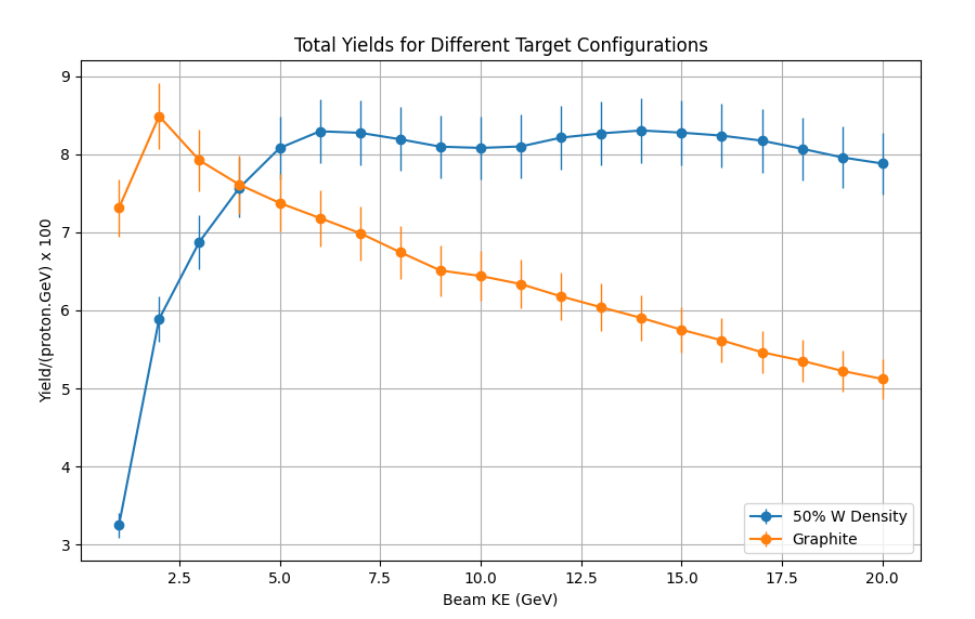 Total Yields for Different Target Configurations
Yield/(proton.GeV) x 100
9
8
7
6
5
4
3
50% W Density
Graphite
2.5 5.0 7.5 10.0 12.5 15.0 17.5 20.0
Beam KE (GeV)